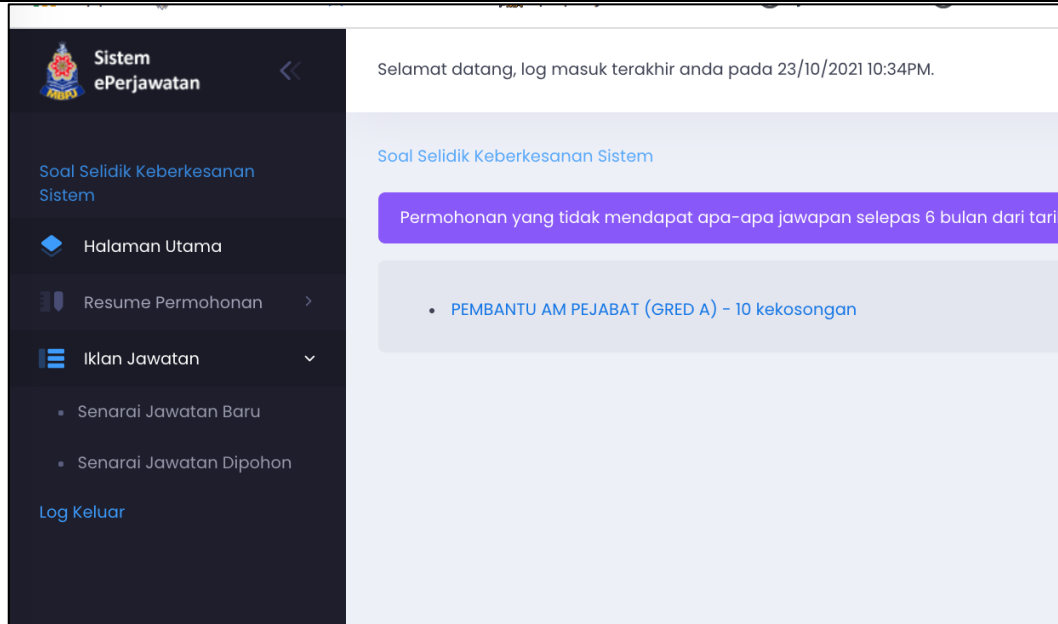 Sistem
ePerjawatan
MBPJ
Soal Selidik Keberkesanan
Sistem
Halaman Utama
Resume Permohonan
Iklan Jawatan
Senarai Jawatan Baru
Senarai Jawatan Dipohon
Log Keluar
Selamat datang, log masuk terakhir anda pada 23/10/2021 10:34PM.
Soal Selidik Keberkesanan Sistem
Permohonan yang tidak mendapat apa-apa jawapan selepas 6 bulan dari
PEMBANTU AM PEJABAT (GRED A) - 10 kekosongan